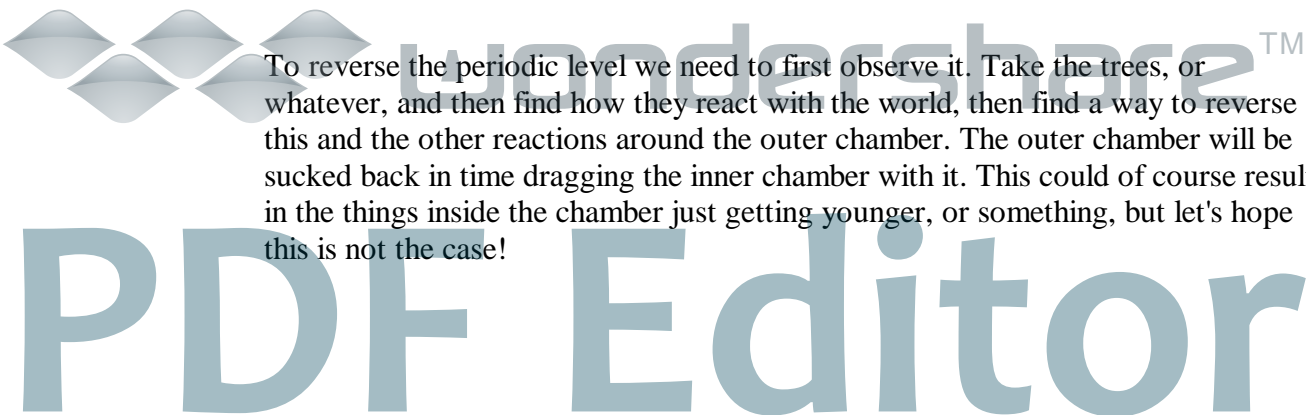 wondershare™
To reverse the periodic level we need to first observe it. Take the trees, or
whatever, and then find how they react with the world, then find a way to reverse
this and the other reactions around the outer chamber. The outer chamber will be
sucked back in time dragging the inner chamber with it. This could of course resul
in the things inside the chamber just getting younger, or something, but let's hope
this is not the case!
PDF Editor